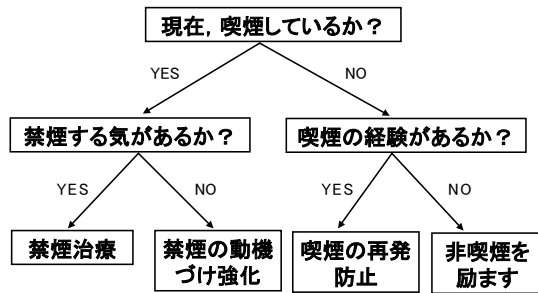 現在，喫煙しているか？
YES
NO
禁煙する気があるか？
喫煙の経験があるか？
YES
NO
YES
NO
禁煙治療
禁煙の動機
づけ強化
喫煙の再発
防止
非喫煙を
励ます